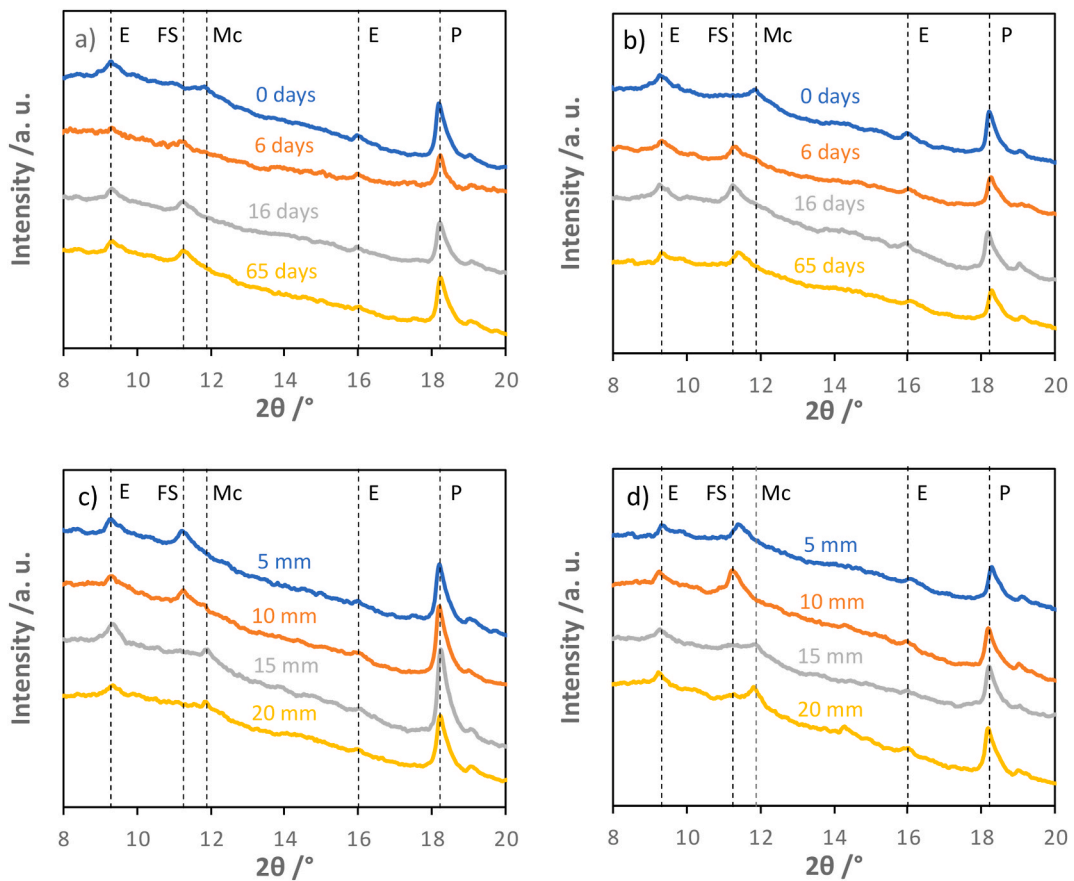 a)
E
FS
Mc
E
P
0 days
6 days
16 days
65 days
Intensity /a. u.
8
10
12
14
16
18
20
2θ /°
b)
E
FS
Mc
E
P
0 days
6 days
16 days
65 days
Intensity /a. u.
8
10
12
14
16
18
20
2θ /°
c)
E
FS
Mc
E
P
5 mm
10 mm
15 mm
20 mm
Intensity /a. u.
8
10
12
14
16
18
20
2θ /°
d)
E
FS
Mc
E
P
5 mm
10 mm
15 mm
20 mm
Intensity /a. u.
8
10
12
14
16
18
20
2θ /°